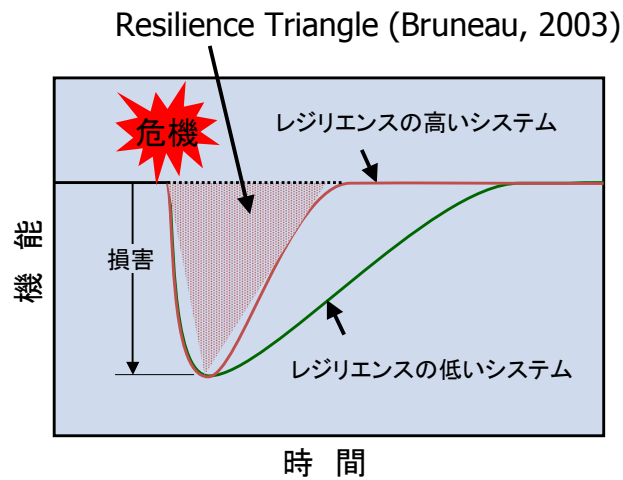 Resilience Triangle (Bruneau, 2003)
危機
レジリエンスの高いシステム
機能
損害
レジリエンスの低いシステム
時間